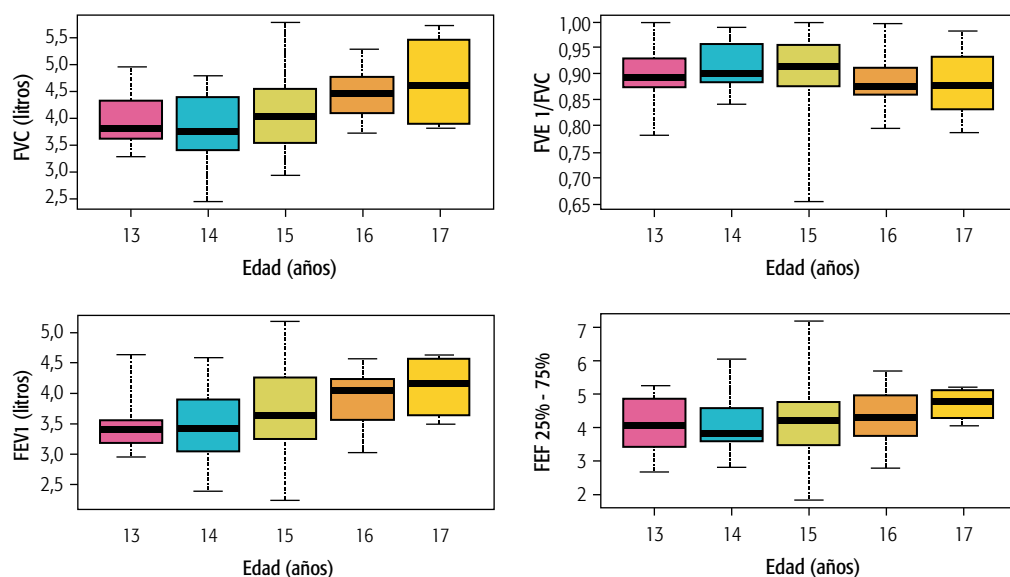 FVC (litros)
5,5
5,0
4,5
4,0
3,5
3,0
2,5
13 14 15 16 17
Edad (años)
FVE 1/FVC
1,00
0,95
0,90
0,85
0,80
0,75
0,70
0,65
13 14 15 16 17
Edad (años)
FEV1 (litros)
5,0
4,5
4,0
3,5
3,0
2,5
13 14 15 16 17
Edad (años)
FEF 25% - 75%
7
6
5
4
3
2
13 14 15 16 17
Edad (años)